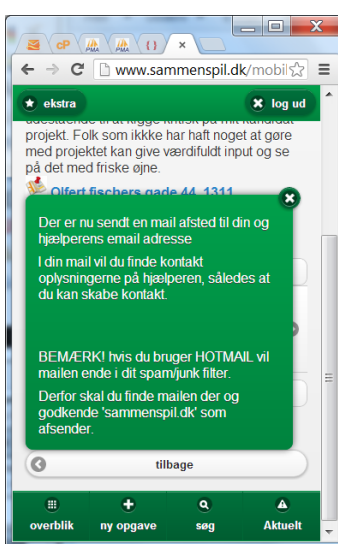 cP
PMA
PMA
{ }
×
X
www.sammenspil.dk/mobil
ekstra
log ud
projekt. Folk som ikkke har haft noget at gøre
med projektet kan give værdifuldt input og se
på det med friske øjne.
Olfert fischers gade 44, 1311
Der er nu sendt en mail afsted til din og
hjælperens email adresse
I din mail vil du finde kontakt
oplysningerne på hjælperen, således at
du kan skabe kontakt.
BEMÆRK! hvis du bruger HOTMAIL vil
mailen ende i dit spam/junk filter.
Derfor skal du finde mailen der og
godkende 'sammenspil.dk' som
afsender.
tilbage
overblik
ny opgave
søg
Aktuelt